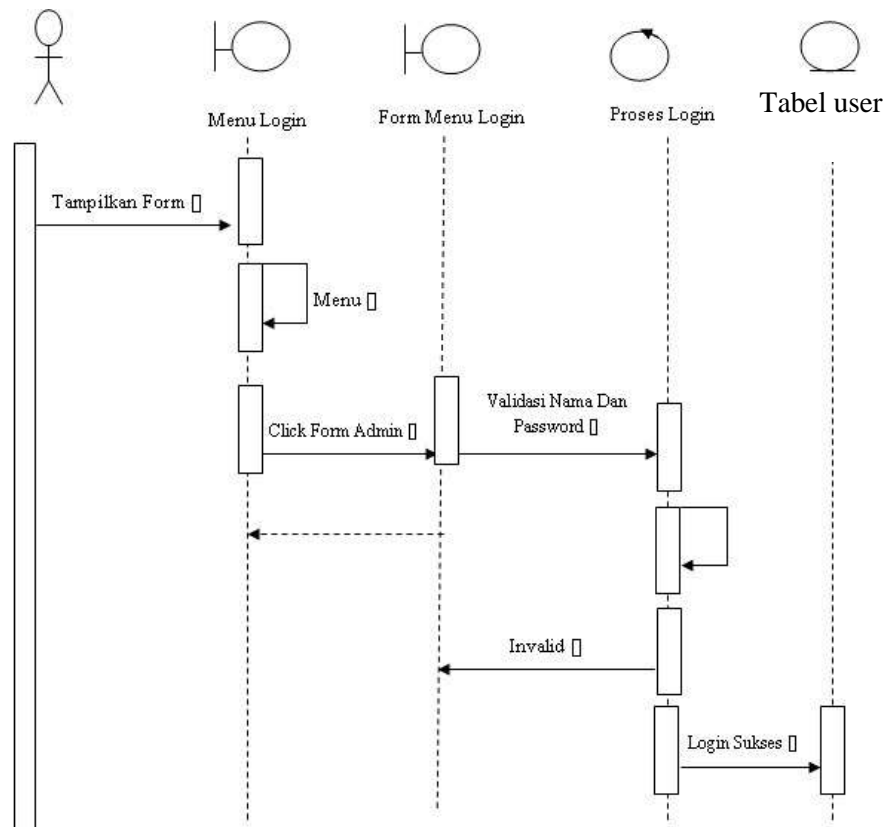 Menu Login
Form Menu Login
Proses Login
Tabel user
Tampilkan Form []
Menu []
Validasi Nama Dan
Password []
Click Form Admin []
Invalid []
Login Sukses []